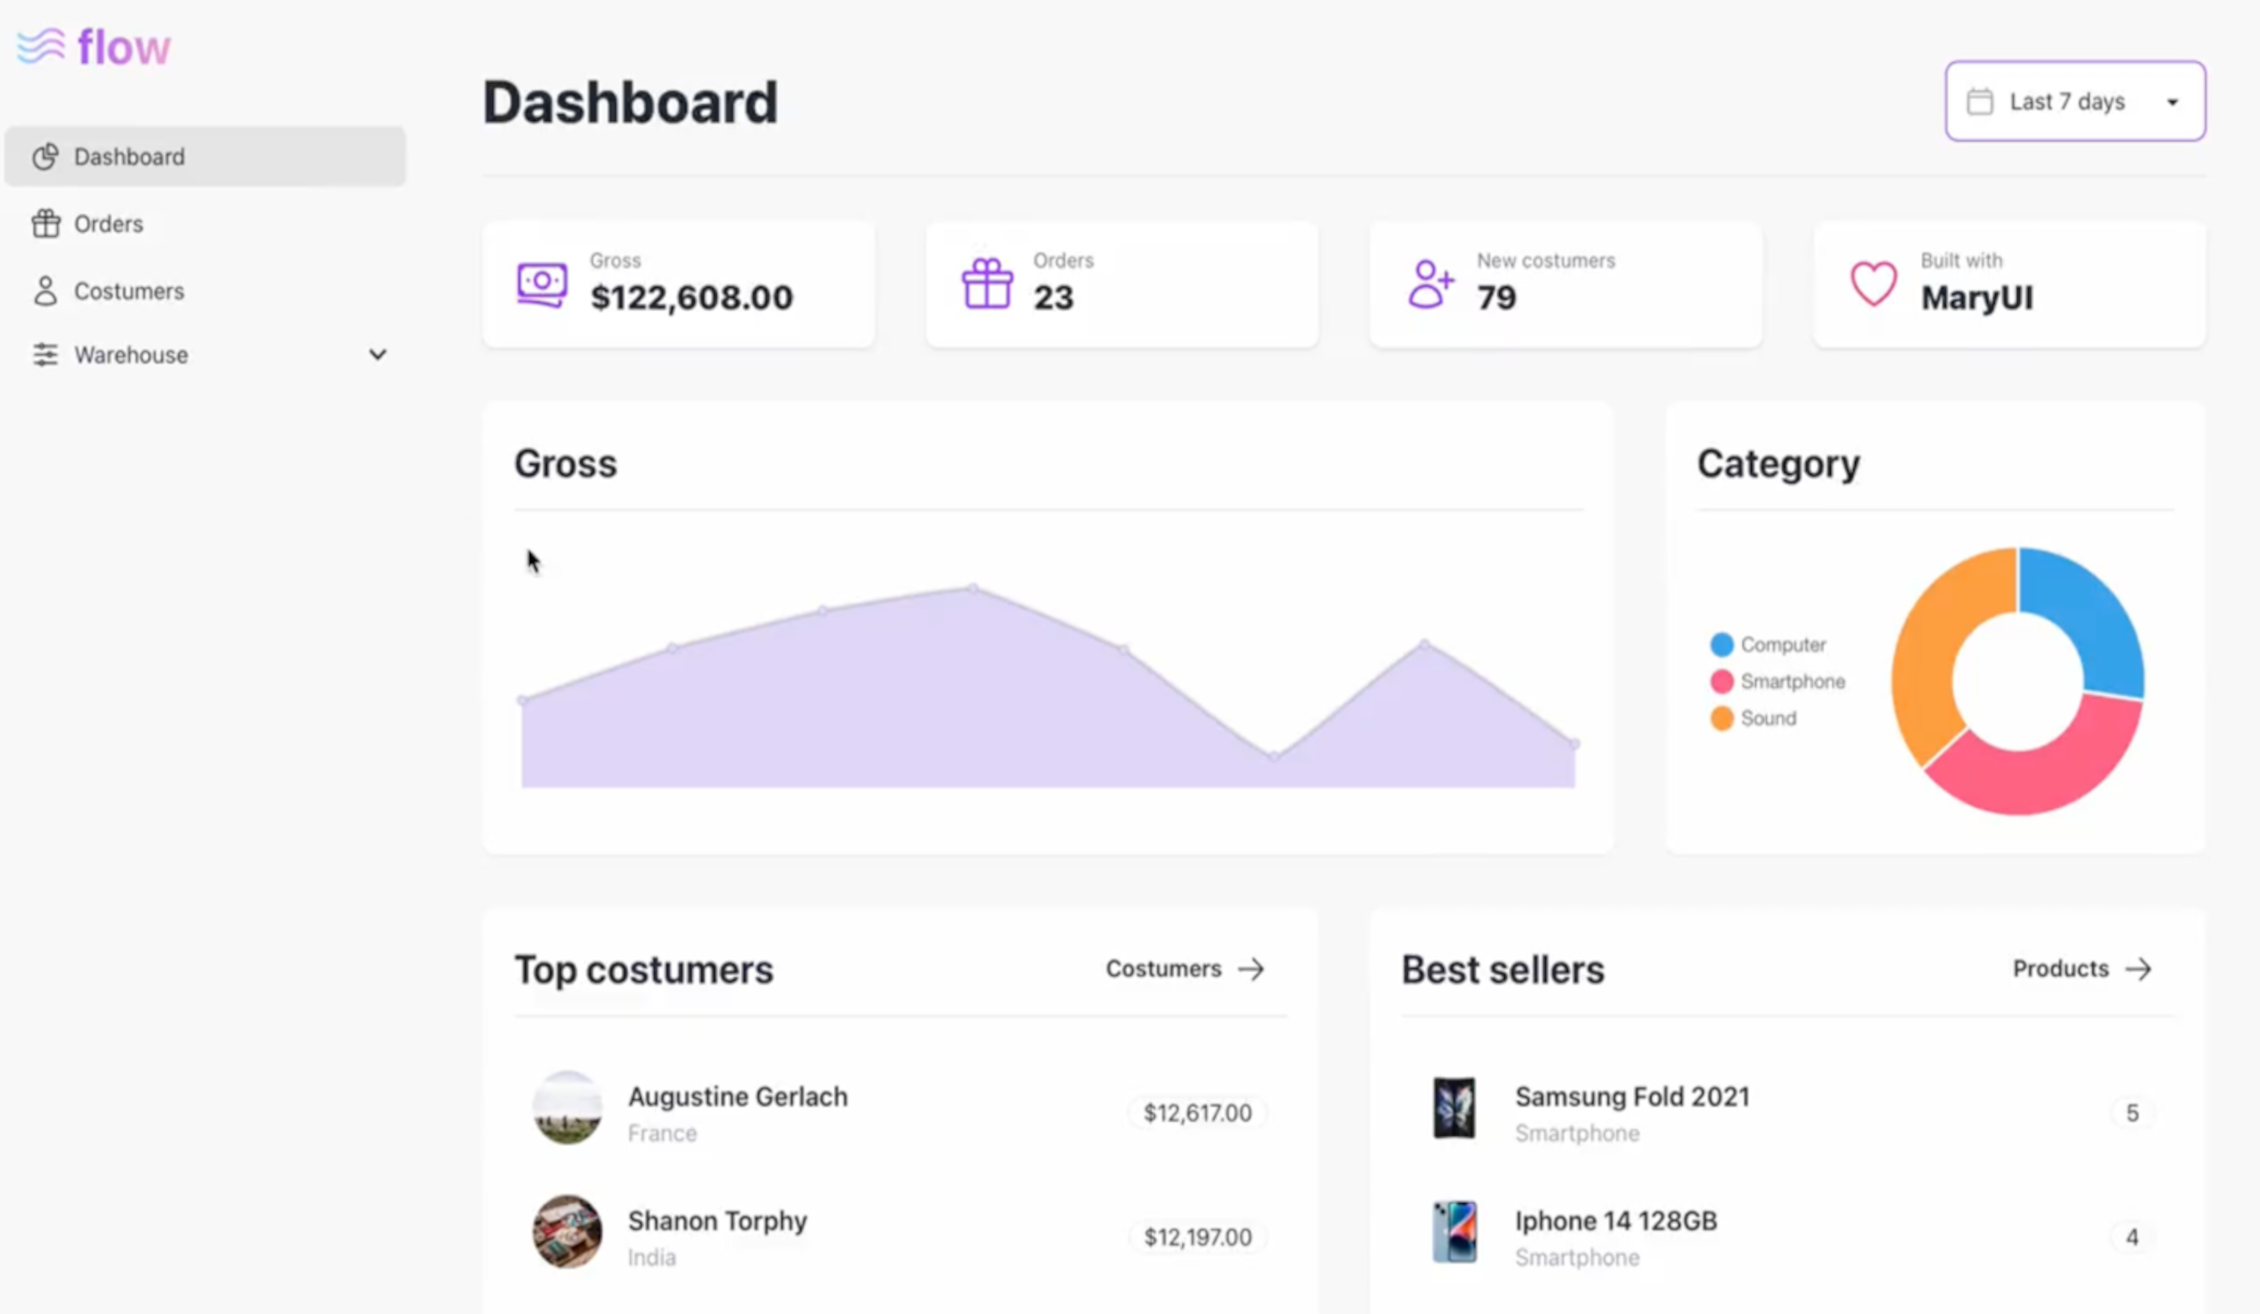 flow
Dashboard
Last 7 days
Dashboard
Orders
Costumers
Warehouse
Gross
$122,608.00
Orders
23
New costumers
79
Built with
MaryUI
Gross
Category
Computer
Smartphone
Sound
Top costumers
Costumers
Augustine Gerlach
France
$12,617.00
Shanon Torphy
India
$12,197.00
Best sellers
Products
Samsung Fold 2021
Smartphone
5
Iphone 14 128GB
Smartphone
4